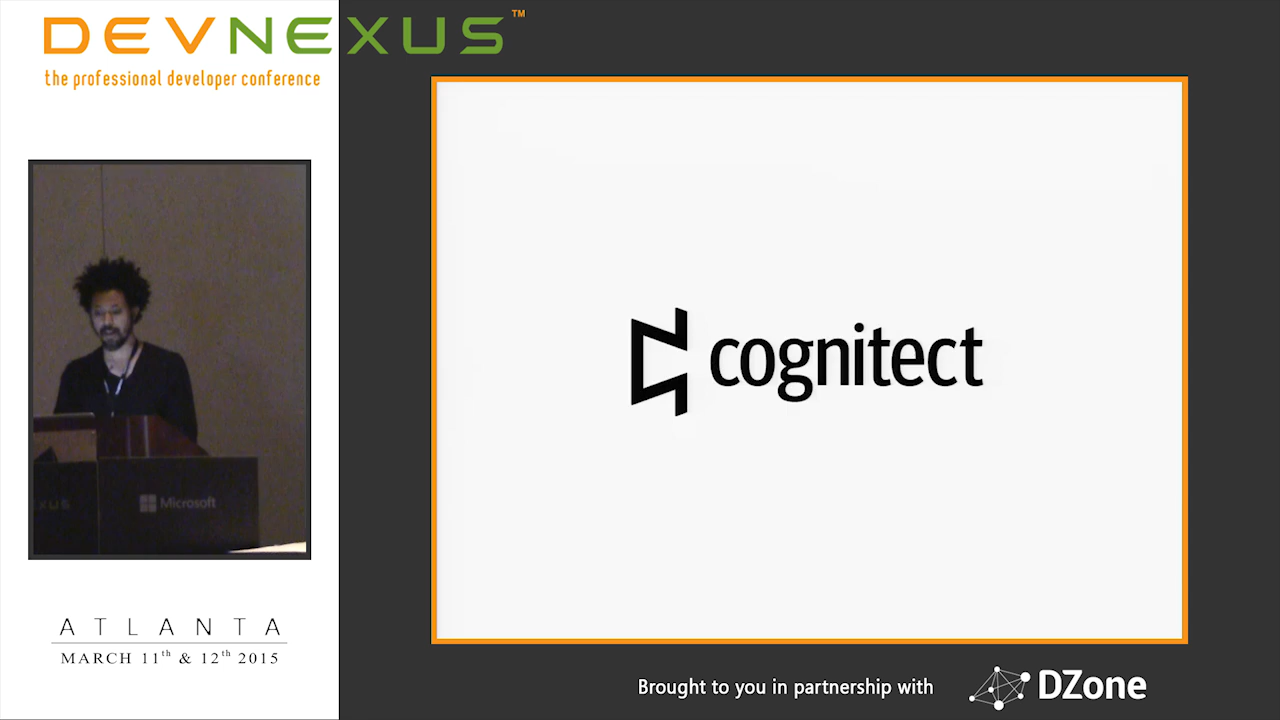 DEVNEXUS™
the professional developer conference
cognitect
XUS
Microsoft
ATLANTA
MARCH 11th & 12th 2015
Brought to you in partnership with
DZone